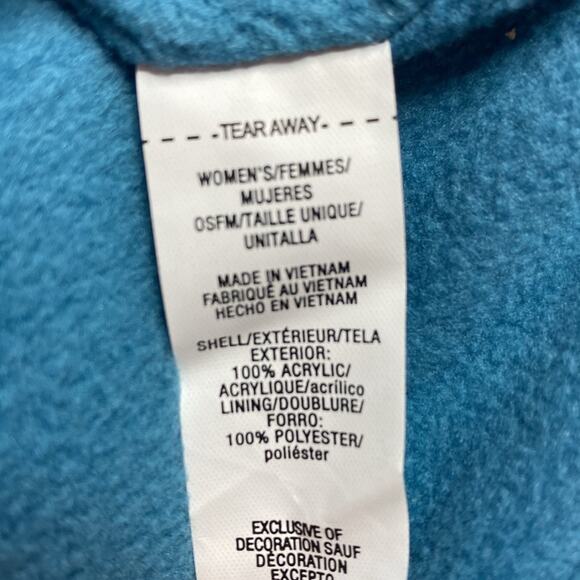 -TEAR AWAY-
WOMEN'S/FEMMES/
MUJERES
OSFM/TAILLE UNIQUE/
UNITALLA
MADE IN VIETNAM
FABRIQUÉ AU VIETNAM
HECHO EN VIETNAM
SHELL/EXTÉRIEUR/TELA
EXTERIOR:
100% ACRYLIC/
ACRYLIQUE/acrílico
LINING/DOUBLURE/
FORRO:
100% POLYESTER/
poliéster
EXCLUSIVE OF
DECORATION SAUF
DÉCORATION
EXCEPTO